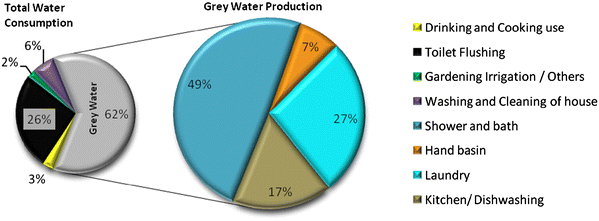 Total Water
Consumption
Grey Water Production
6%
2%
26%
Grey Water
62%
3%
49%
7%
27%
17%
Drinking and Cooking use
Toilet Flushing
Gardening Irrigation / Others
Washing and Cleaning of house
Shower and bath
Hand basin
Laundry
Kitchen/ Dishwashing